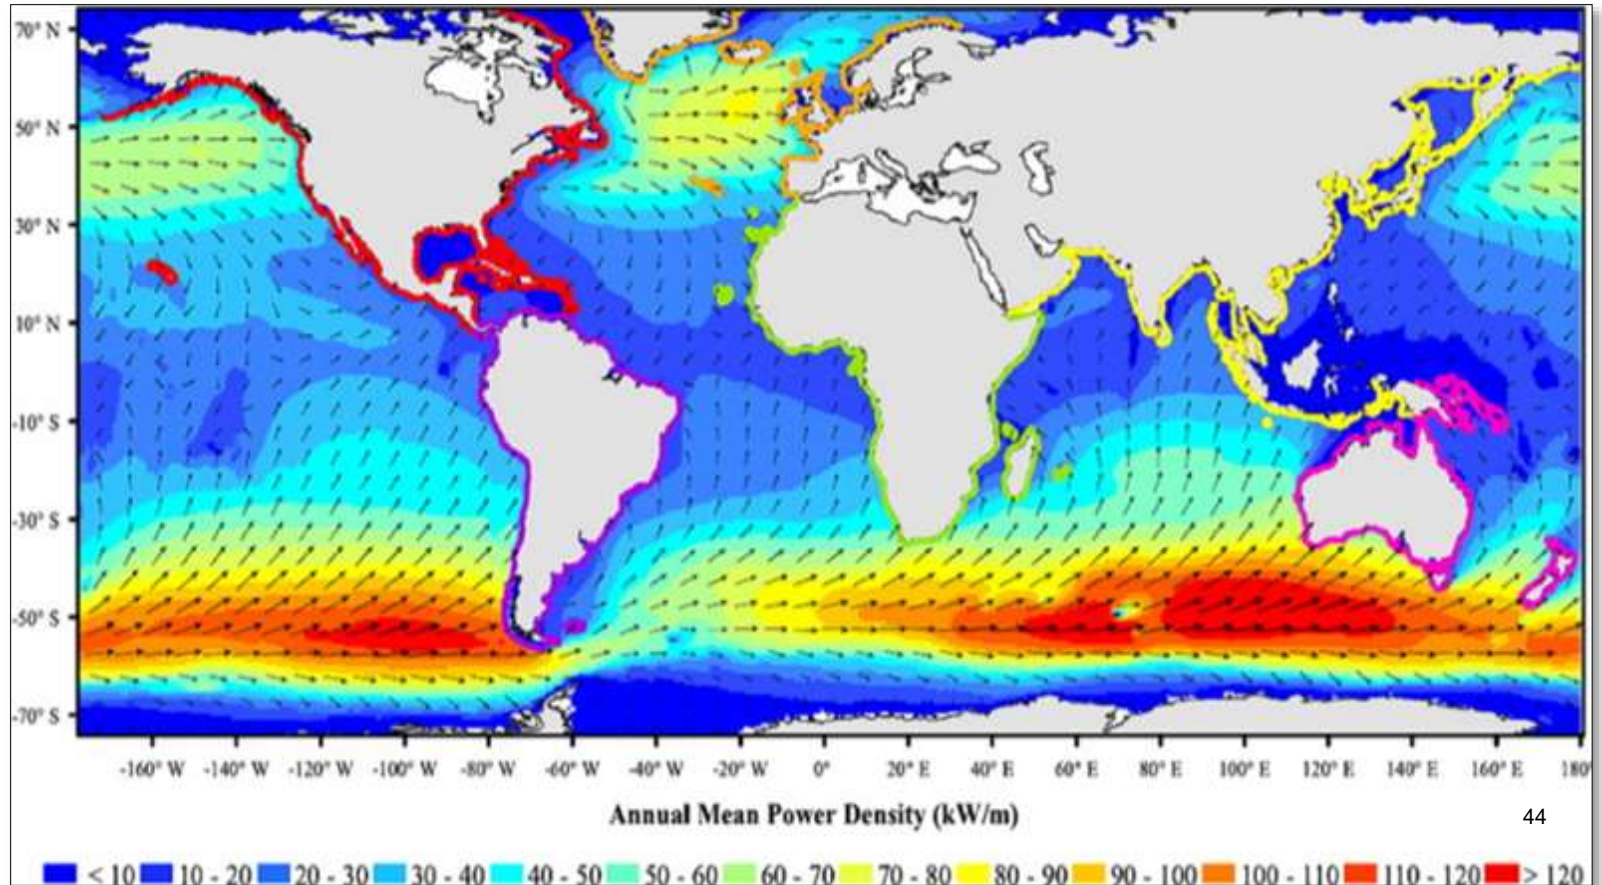 70° N
50° N
30° N
10° N
-10° S
-30° S
-50° S
-70° S
-160° W -140° W -120° W -100° W -80° W -60° W -40° W -20° W 0° 20° E 40° E 60° E 80° E 100° E 120° E 140° E 160° E 180°
Annual Mean Power Density (kW/m)
44
< 10 10 - 20 20 - 30 30 - 40 40 - 50 50 - 60 60 - 70 70 - 80 80 - 90 90 - 100 100 - 110 110 - 120 > 120